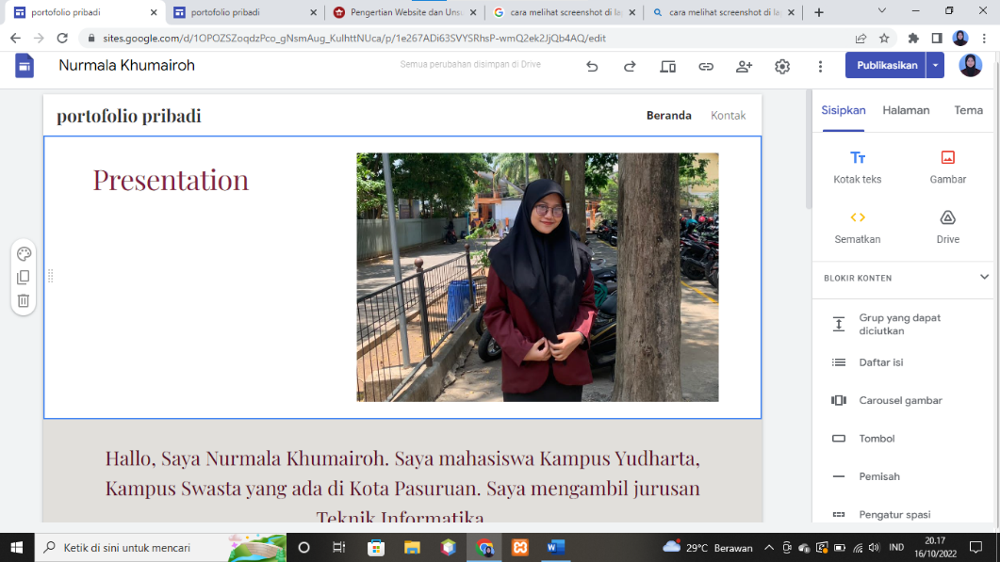 portofolio pribadi
portofolio pribadi
Pengertian Website dan Unsu
cara melihat screenshot di la
cara melihat screenshot di la
sites.google.com/d/1OPOZSZoqdzPco_gNsmAug_KuIhttNUca/p/1e267ADi63SVYSRhsP-wmQ2ek2JjQb4AQ/edit
Nurmala Khumairoh
Semua perubahan disimpan di Drive
Publikasikan
portofolio pribadi
Beranda
Kontak
Sisipkan
Halaman
Tema
Presentation
Kotak teks
Gambar
Sematkan
Drive
BLOKIR KONTEN
Grup yang dapat
diciutkan
Daftar isi
Carousel gambar
Tombol
Pemisah
Pengatur spasi
Hallo, Saya Nurmala Khumairoh. Saya mahasiswa Kampus Yudharta,
Kampus Swasta yang ada di Kota Pasuruan. Saya mengambil jurusan
Teknik Informatika
Ketik di sini untuk mencari
29°C Berawan
IND
20.17
16/10/2022